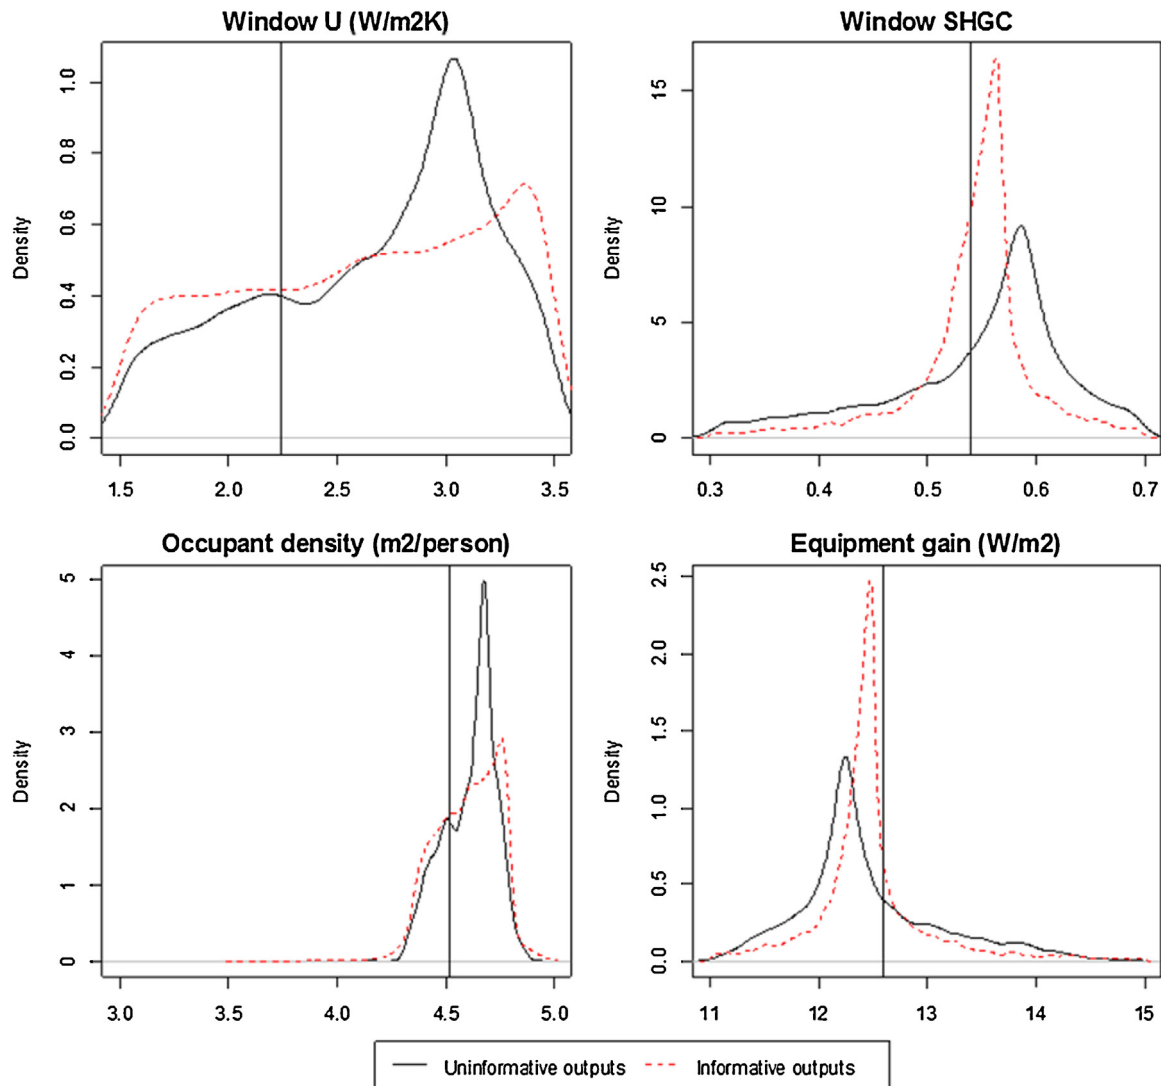 Window U (W/m2K)
Density
0.0 0.2 0.4 0.6 0.8 1.0
1.5 2.0 2.5 3.0 3.5
Window SHGC
Density
0 5 10 15
0.3 0.4 0.5 0.6 0.7
Occupant density (m2/person)
Density
0 1 2 3 4 5
3.0 3.5 4.0 4.5 5.0
Equipment gain (W/m2)
Density
0.0 0.5 1.0 1.5 2.0 2.5
11 12 13 14 15
Uninformative outputs Informative outputs